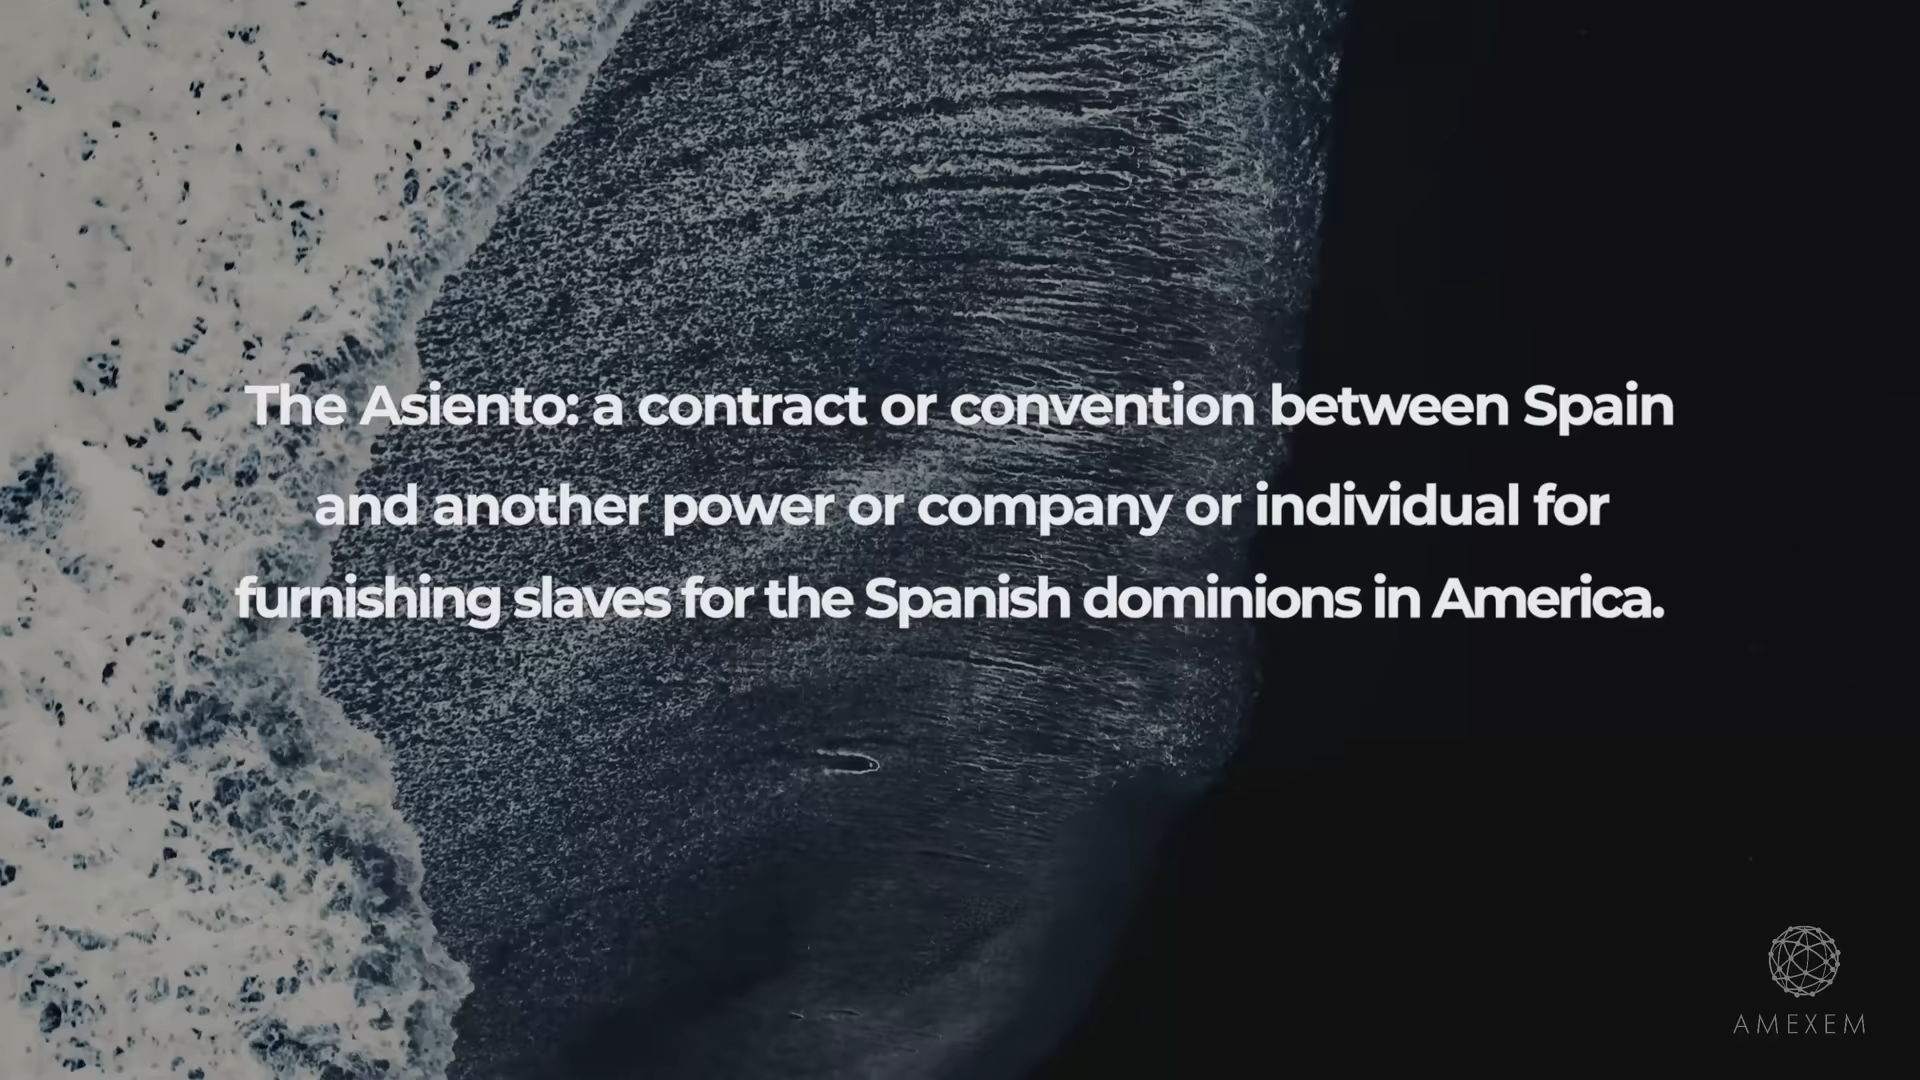 The Asiento: a contract or convention between Spain
and another power or company or individual for
furnishing slaves for the Spanish dominions in America.
AMEXEM